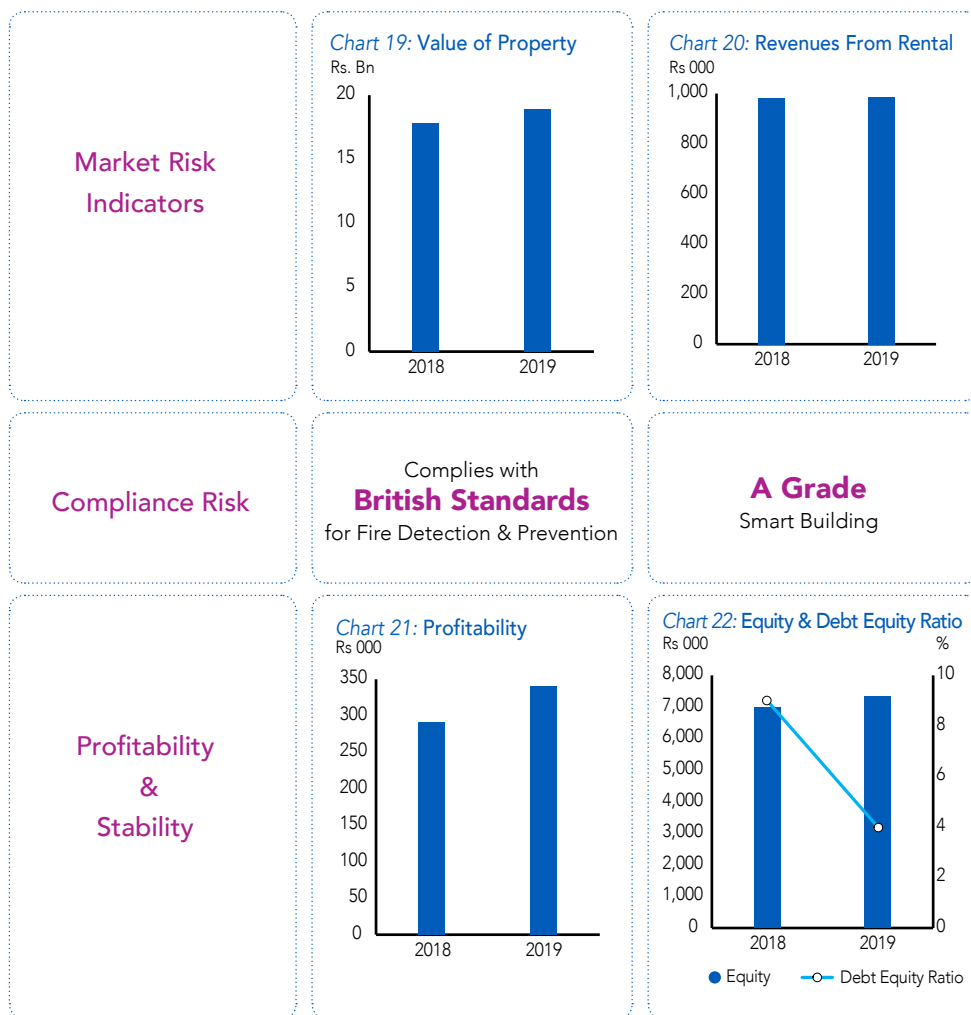 Market Risk
Indicators
Chart 19: Value of Property
Rs. Bn
20
15
10
5
0
2018
2019
Chart 20: Revenues From Rental
Rs 000
1,000
800
600
400
200
0
2018
2019
Compliance Risk
Complies with
British Standards
for Fire Detection & Prevention
A Grade
Smart Building
Profitability
&
Stability
Chart 21: Profitability
Rs 000
350
300
250
200
150
100
50
0
2018
2019
Chart 22: Equity & Debt Equity Ratio
Rs 000
%
8,000
7,000
6,000
5,000
4,000
3,000
2,000
1,000
0
10
8
6
4
2
0
2018
2019
Equity
Debt Equity Ratio